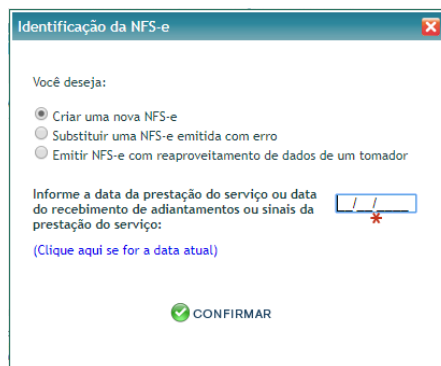 Identificação da NFS-e
Você deseja:
Criar uma nova NFS-e
Substituir uma NFS-e emitida com erro
Emitir NFS-e com reaproveitamento de dados de um tomador
Informe a data da prestação do serviço ou data
do recebimento de adiantamentos ou sinais da
prestação do serviço:
__/__/____
*
(Clique aqui se for a data atual)
CONFIRMAR